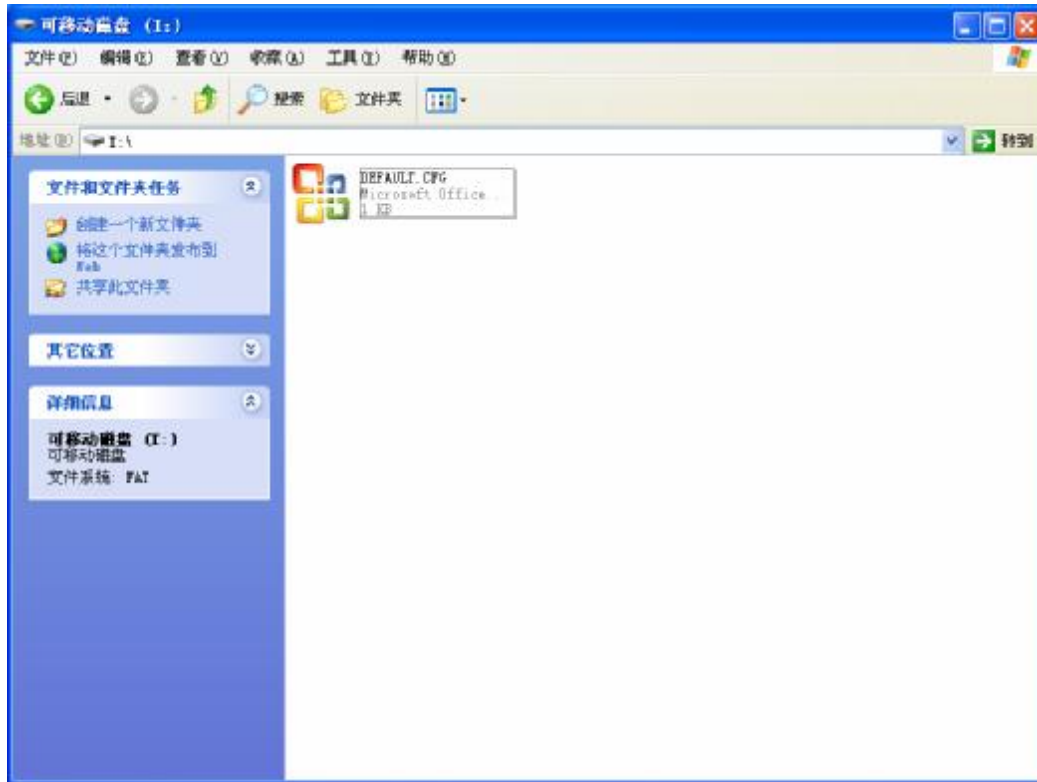 可移动磁盘 (I:)
文件(F) 编辑(E) 查看(V) 收藏(A) 工具(T) 帮助(H)
后退 搜索 文件夹
地址(D) I:\ 转到
文件和文件夹任务
创建一个新文件夹
将这个文件夹发布到
Web
共享此文件夹
其它位置
详细信息
可移动磁盘 (I:)
可移动磁盘
文件系统: FAT
DEFAULT.CFG
Microsoft Office ...
1 KB